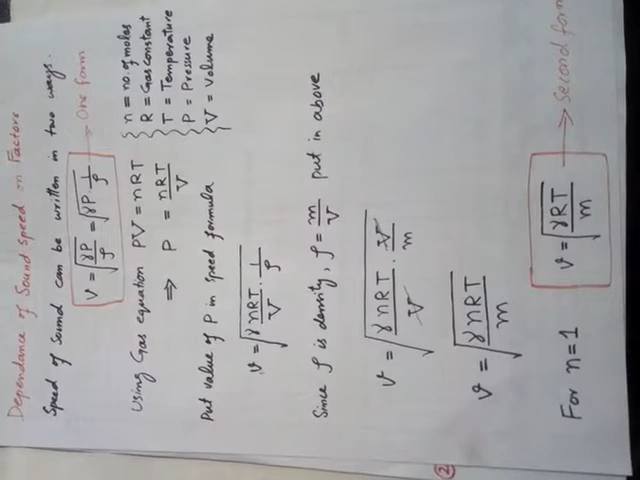 Dependance of Sound Speed on Factors
Speed of Sound can be written in two ways.
v = √(γP/ρ) = √(γP 1/ρ) → One form
Using Gas equation PV = nRT
⇒ P = nRT/V
n = no. of moles
R = Gas constant
T = Temperature
P = Pressure
V = Volume
Put value of P in speed formula
v = √(γnRT/V · 1/ρ)
Since ρ is density, ρ = m/V put in above
v = √(γnRT/V · V/m)
v = √(γnRT/m)
For n = 1 v = √(γRT/m) → Second form
2